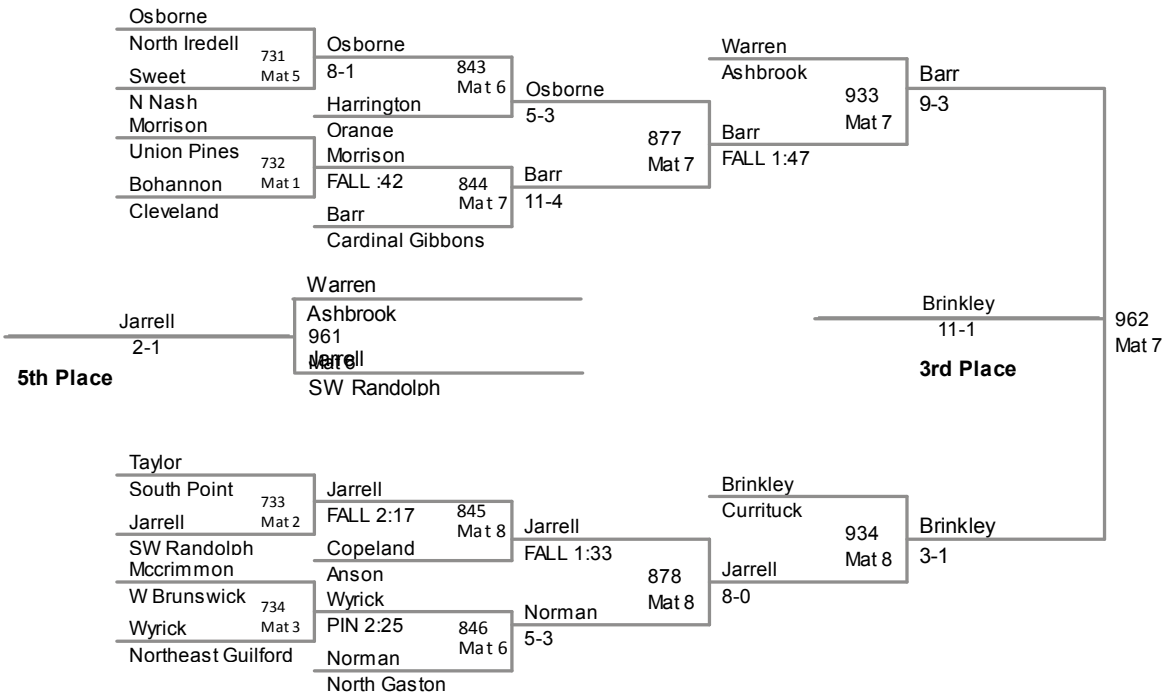 Osborne
North Iredell
731
Mat 5
Sweet
N Nash
Osborne
8-1
843
Mat 6
Harrington
Orange
Morrison
Union Pines
732
Mat 1
Bohannon
Cleveland
Morrison
FALL :42
844
Mat 7
Barr
Cardinal Gibbons
Osborne
5-3
877
Mat 7
Barr
11-4
Warren
Ashbrook
933
Mat 7
Barr
FALL 1:47
Barr
9-3
Warren
Ashbrook
961
Mat 6
Jarrell
SW Randolph
Jarrell
2-1
5th Place
Brinkley
11-1
3rd Place
962
Mat 7
Taylor
South Point
733
Mat 2
Jarrell
SW Randolph
Jarrell
FALL 2:17
845
Mat 8
Copeland
Anson
Mccrimmon
W Brunswick
734
Mat 3
Wyrick
Northeast Guilford
Wyrick
PIN 2:25
846
Mat 6
Norman
North Gaston
Jarrell
FALL 1:33
878
Mat 8
Norman
5-3
Brinkley
Currituck
934
Mat 8
Jarrell
8-0
Brinkley
3-1